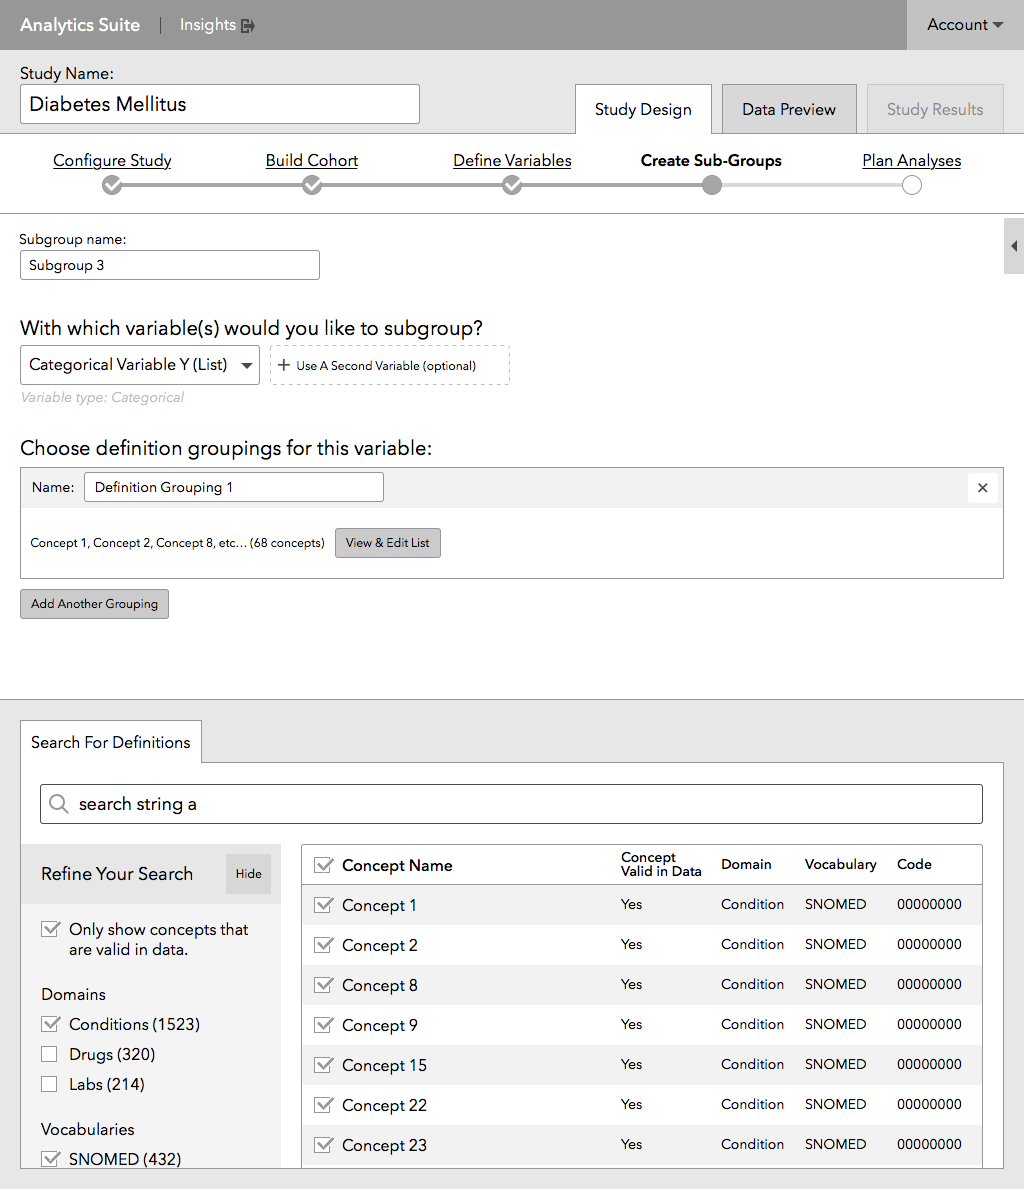 Analytics Suite | Insights
Account
Study Name:
Diabetes Mellitus
Study Design
Data Preview
Study Results
Configure Study
Build Cohort
Define Variables
Create Sub-Groups
Plan Analyses
Subgroup name:
Subgroup 3
With which variable(s) would you like to subgroup?
Categorical Variable Y (List)
+ Use A Second Variable (optional)
Variable type: Categorical
Choose definition groupings for this variable:
Name: Definition Grouping 1
Concept 1, Concept 2, Concept 8, etc... (68 concepts)
View & Edit List
Add Another Grouping
Search For Definitions
search string a
Refine Your Search
Hide
Only show concepts that
are valid in data.
Domains
Conditions (1523)
Drugs (320)
Labs (214)
Vocabularies
SNOMED (432)
Concept Name
Concept
Valid in Data
Domain
Vocabulary
Code
Concept 1 Yes Condition SNOMED 00000000
Concept 2 Yes Condition SNOMED 00000000
Concept 8 Yes Condition SNOMED 00000000
Concept 9 Yes Condition SNOMED 00000000
Concept 15 Yes Condition SNOMED 00000000
Concept 22 Yes Condition SNOMED 00000000
Concept 23 Yes Condition SNOMED 00000000